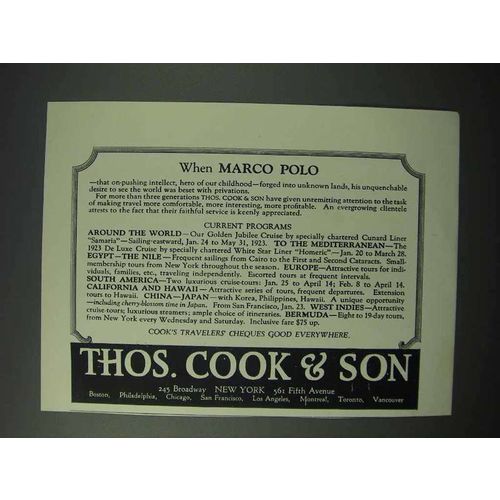 When MARCO POLO
—that on-pushing intellect, hero of our childhood—forged into unknown lands, his unquenchable
desire to see the world was beset with privations.
For more than three generations THOS. COOK & SON have given unremitting attention to the task
of making travel more comfortable, more interesting, more profitable. An evergrowing clientele
attests to the fact that their faithful service is keenly appreciated.
CURRENT PROGRAMS
AROUND THE WORLD—Our Golden Jubilee Cruise by specially chartered Cunard Liner
"Samaria"—Sailing eastward, Jan. 24 to May 31, 1923. TO THE MEDITERRANEAN—The
1923 De Luxe Cruise by specially chartered White Star Liner "Homeric"—Jan. 20 to March 28.
EGYPT—THE NILE—Frequent sailings from Cairo to the First and Second Cataracts. Small-
membership tours from New York throughout the season. EUROPE—Attractive tours for indi-
viduals, families, etc., traveling independently. Escorted tours at frequent intervals.
SOUTH AMERICA—Two luxurious cruise-tours: Jan. 25 to April 14; Feb. 8 to April 14.
CALIFORNIA AND HAWAII—Attractive series of tours, frequent departures. Extension
tours to Hawaii. CHINA—JAPAN—with Korea, Philippines, Hawaii. A unique opportunity
—including cherry-blossom time in Japan. From San Francisco, Jan. 23. WEST INDIES—Attractive
cruise-tours; luxurious steamers; ample choice of itineraries. BERMUDA—Eight to 19-day tours,
from New York every Wednesday and Saturday. Inclusive fare $75 up.
COOK'S TRAVELERS' CHEQUES GOOD EVERYWHERE.
THOS. COOK & SON
245 Broadway NEW YORK 561 Fifth Avenue
Boston, Philadelphia, Chicago, San Francisco, Los Angeles, Montreal, Toronto, Vancouver